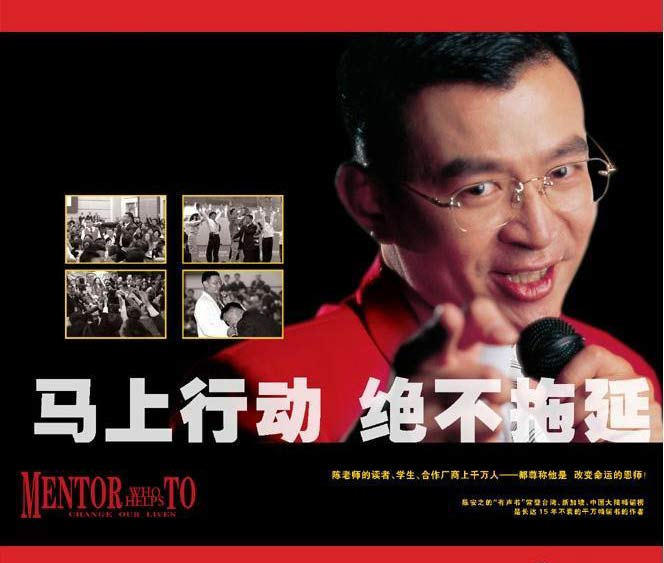 马上行动 绝不拖延
陈老师的读者、学生、合作厂商上千万人——都尊称他是 改变命运的恩师！
MENTOR WHO HELPS TO
CHANGE OUR LIVES
陈安之的“有声书”常登台湾、新加坡、中国大陆畅销榜
是长达15年不衰的千万畅销书的作者